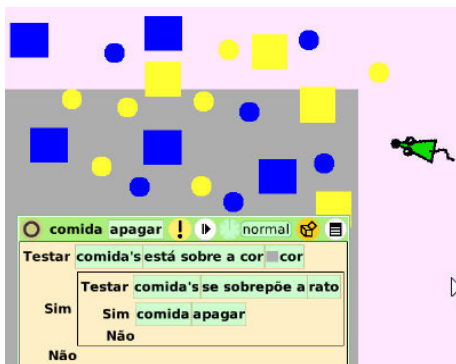 comida apagar ! normal
Testar comida's está sobre a cor cor
Testar comida's se sobrepõe a rato
Sim
Sim comida apagar
Não
Não